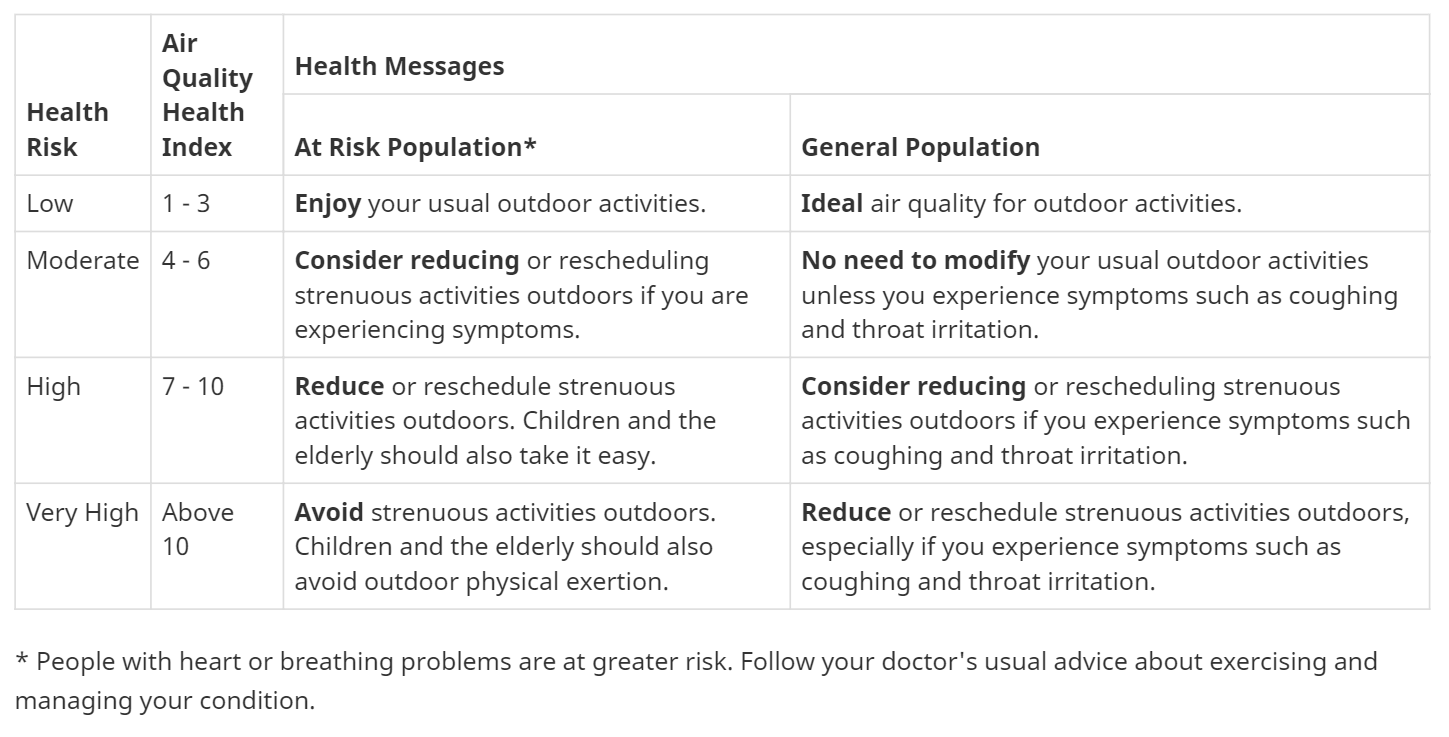 Health
Risk
Air
Quality
Health
Index
Health Messages
At Risk Population*
General Population
Low
1 - 3
Enjoy your usual outdoor activities.
Ideal air quality for outdoor activities.
Moderate
4 - 6
Consider reducing or rescheduling
strenuous activities outdoors if you are
experiencing symptoms.
No need to modify your usual outdoor activities
unless you experience symptoms such as coughing
and throat irritation.
High
7 - 10
Reduce or reschedule strenuous
activities outdoors. Children and the
elderly should also take it easy.
Consider reducing or rescheduling strenuous
activities outdoors if you experience symptoms such
as coughing and throat irritation.
Very High
Above
10
Avoid strenuous activities outdoors.
Children and the elderly should also
avoid outdoor physical exertion.
Reduce or reschedule strenuous activities outdoors,
especially if you experience symptoms such as
coughing and throat irritation.
* People with heart or breathing problems are at greater risk. Follow your doctor's usual advice about exercising and
managing your condition.